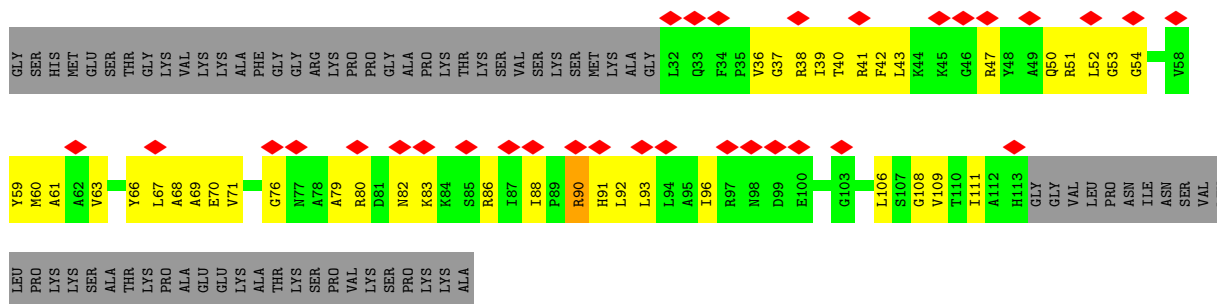 GLY SER HIS MET GLU SER THR GLY LYS VAL LYS LYS ALA PHE GLY GLY ARG LYS PRO PRO GLY ALA PRO LYS THR LYS SER VAL SER LYS SER MET LYS ALA GLY L32 Q33 F34 P35 V36 G37 R38 I39 T40 R41 F42 L43 K44 K45 G46 R47 Y48 A49 Q50 R51 L52 G53 G54 V58
Y59 M60 A61 A62 V63 Y66 L67 A68 A69 E70 V71 G76 N77 A78 A79 R80 D81 N82 K83 K84 S85 R86 I87 I88 P89 R90 H91 L92 L93 L94 A95 I96 R97 N98 D99 E100 G103 L106 S107 G108 V109 T110 I111 A112 H113 GLY GLY VAL LEU PRO ASN ILE ASN SER VAL
LEU PRO LYS LYS SER ALA THR LYS PRO ALA GLU GLU LYS ALA THR LYS SER PRO VAL LYS SER PRO LYS LYS ALA